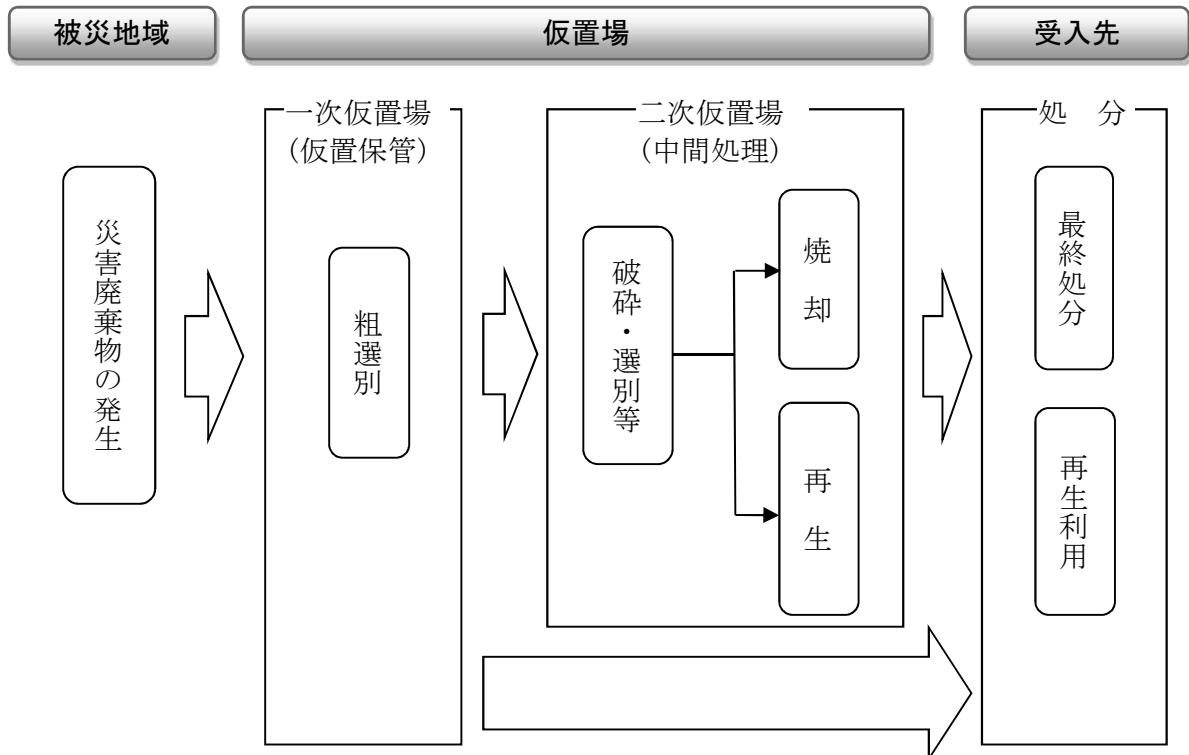 被災地域
仮置場
受入先
一次仮置場
（仮置保管）
二次仮置場
（中間処理）
処　分
災害廃棄物の発生
粗選別
破砕・選別等
焼却
再生
最終処分
再生利用